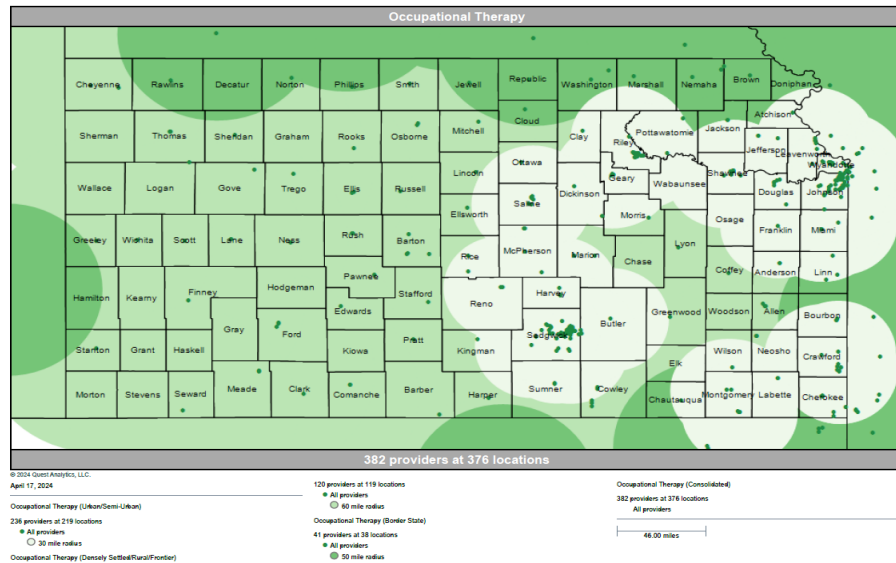 Occupational Therapy
Cheyenne Rawlins Decatur Norton Phillips Smith Jewell Republic Washington Marshall Nemaha Brown Doniphan
Atchison
Sherman Thomas Sheridan Graham Rooks Osborne Mitchell Cloud Clay Riley Pottawatomie Jackson
Jefferson Leavenworth
Wyandotte
Wallace Logan Gove Trego Ellis Russell Lincoln Ottawa Dickinson Geary Wabaunsee Shawnee Douglas Johnson
Saline
Ellsworth Morris Osage
Greeley Wichita Scott Lane Ness Rush Barton Rice McPherson Marion Chase Lyon Franklin Miami
Pawnee
Hamilton Kearny Finney Hodgeman Stafford Reno Harvey Coffey Anderson Linn
Edwards
Gray Ford Pratt Sedgwick Butler Greenwood Woodson Allen Bourbon
Stanton Grant Haskell Kiowa Kingman Elk Wilson Neosho Crawford
Morton Stevens Seward Meade Clark Comanche Barber Harper Sumner Cowley Chautauqua Montgomery Labette Cherokee
382 providers at 376 locations
© 2024 Quest Analytics, LLC.
April 17, 2024
Occupational Therapy (Urban/Semi-Urban)
236 providers at 219 locations
All providers
30 mile radius
Occupational Therapy (Densely Settled/Rural/Frontier)
120 providers at 119 locations
All providers
60 mile radius
Occupational Therapy (Border State)
41 providers at 38 locations
All providers
50 mile radius
Occupational Therapy (Consolidated)
382 providers at 376 locations
All providers
46.00 miles